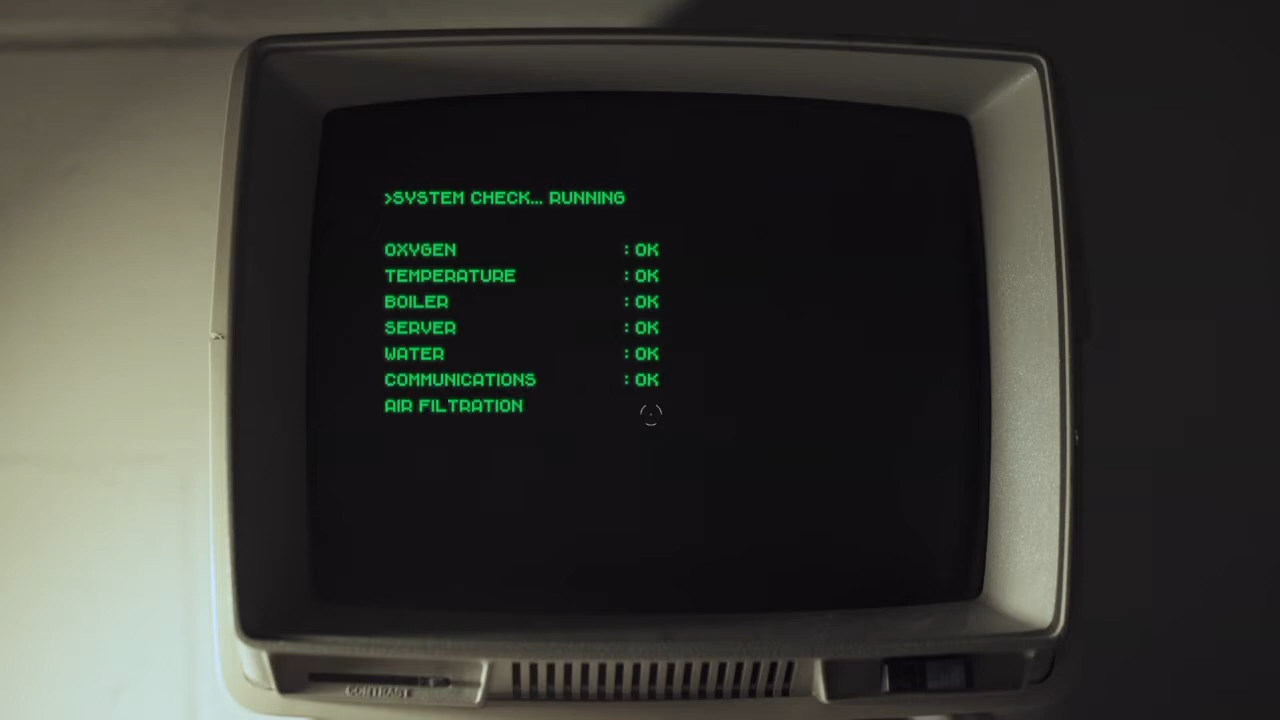 >SYSTEM CHECK... RUNNING
OXYGEN : OK
TEMPERATURE : OK
BOILER : OK
SERVER : OK
WATER : OK
COMMUNICATIONS : OK
AIR FILTRATION
CONTRAST